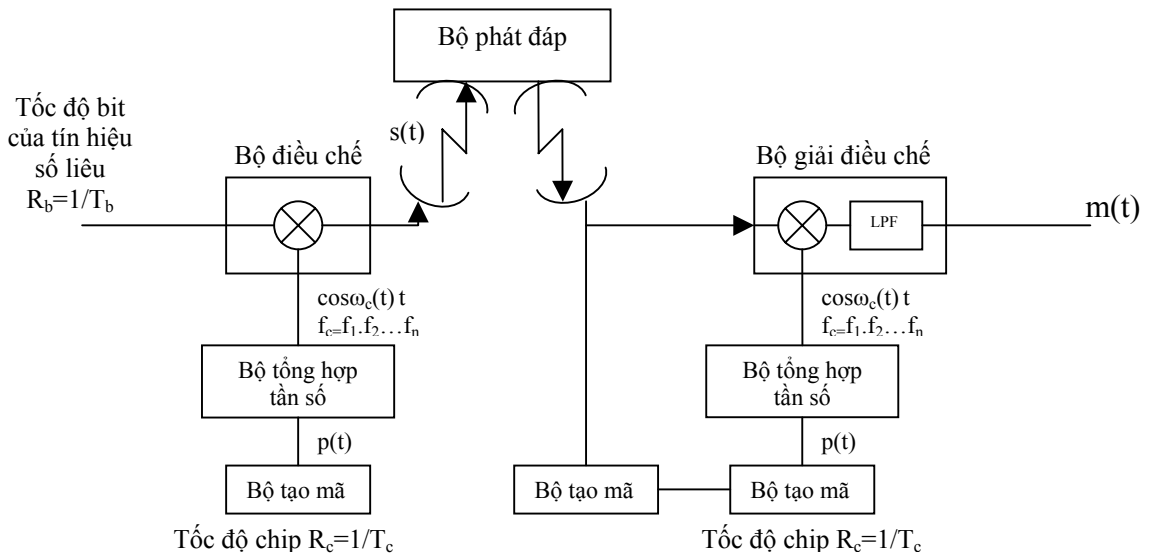 Bộ phát đáp
Tốc độ bit
của tín hiệu
số liêu
R_b=1/T_b
s(t)
Bộ điều chế
Bộ giải điều chế
LPF
m(t)
cosω_c(t) t
f_c=f_1.f_2…f_n
cosω_c(t) t
f_c=f_1.f_2…f_n
Bộ tổng hợp
tần số
Bộ tổng hợp
tần số
p(t)
p(t)
Bộ tạo mã
Bộ tạo mã
Bộ tạo mã
Tốc độ chip R_c=1/T_c
Tốc độ chip R_c=1/T_c